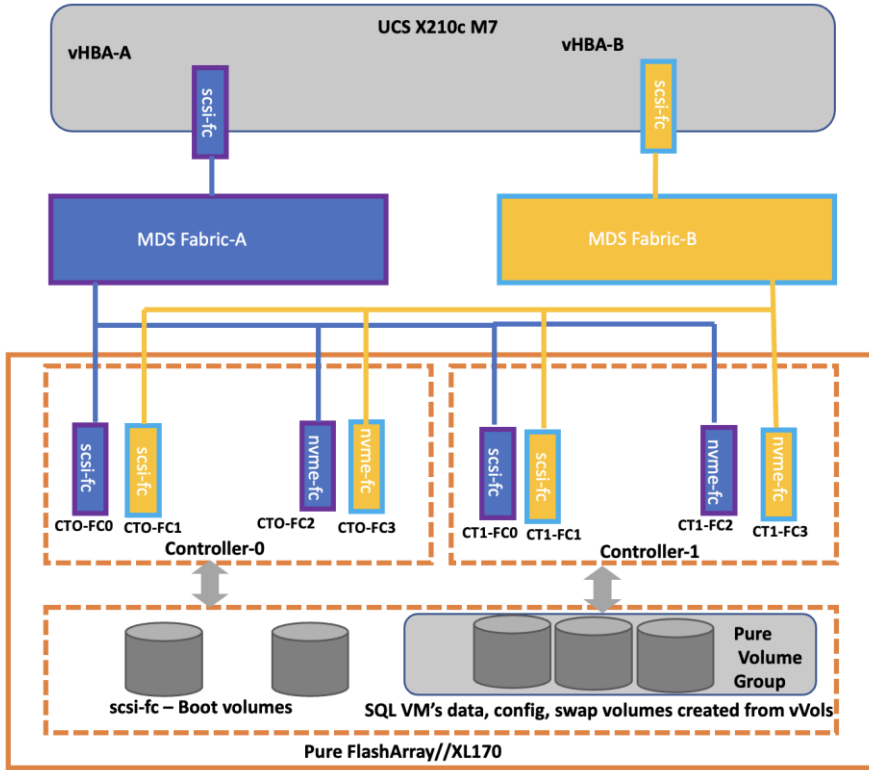 UCS X210c M7
vHBA-A
vHBA-B
scsi-fc
scsi-fc
MDS Fabric-A
MDS Fabric-B
scsi-fc
scsi-fc
nvme-fc
nvme-fc
scsi-fc
scsi-fc
nvme-fc
nvme-fc
CTO-FC0
CTO-FC1
CTO-FC2
CTO-FC3
CT1-FC0
CT1-FC1
CT1-FC2
CT1-FC3
Controller-0
Controller-1
Pure
Volume
Group
scsi-fc – Boot volumes
SQL VM's data, config, swap volumes created from vVols
Pure FlashArray//XL170